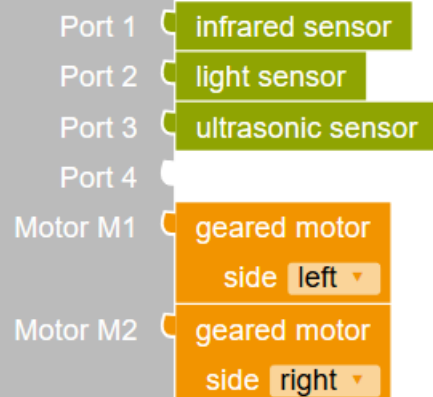 Port 1 infrared sensor
Port 2 light sensor
Port 3 ultrasonic sensor
Port 4
Motor M1 geared motor
side left
Motor M2 geared motor
side right